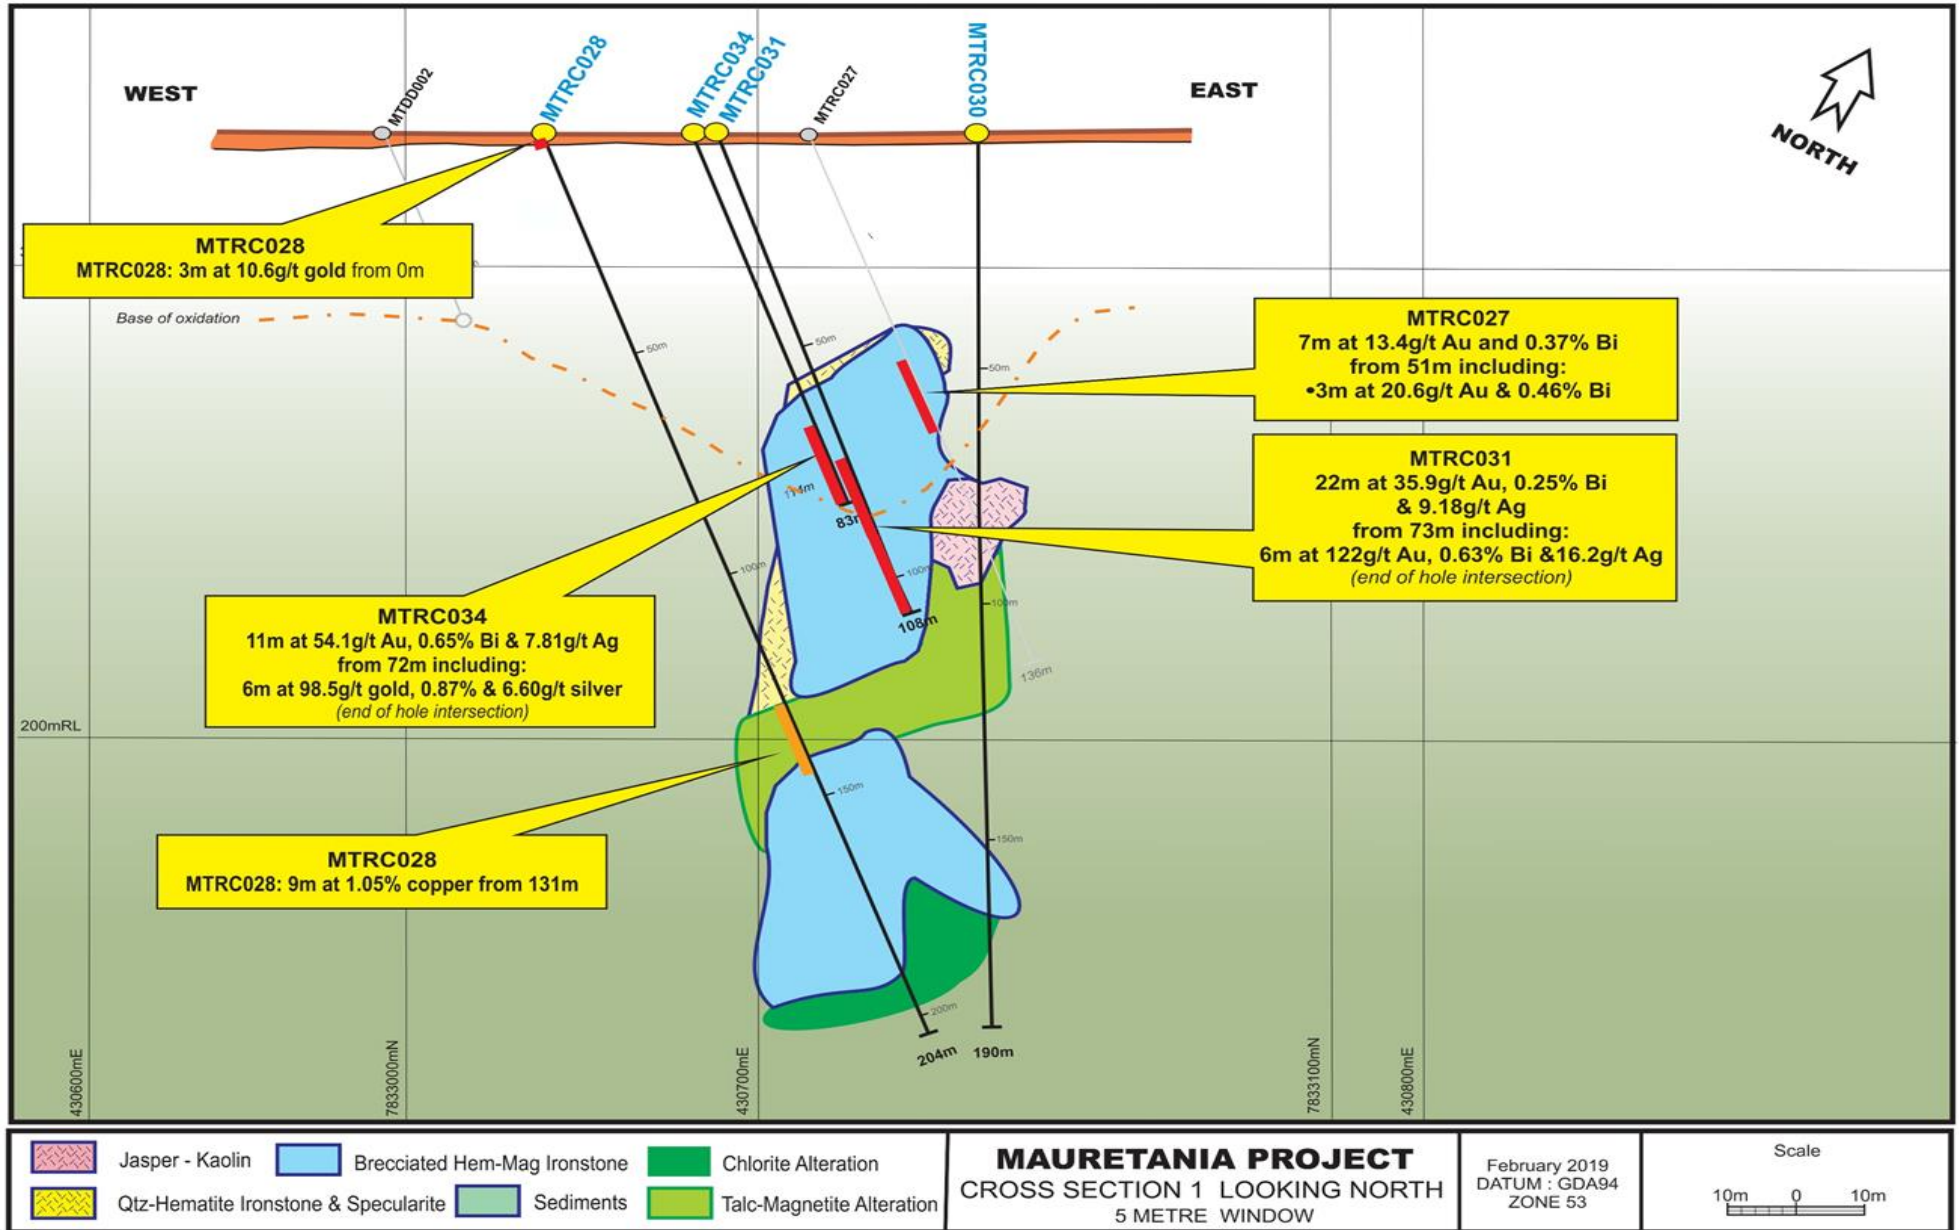 MTDD002
MTRC028
MTRC034
MTRC031
MTRC027
MTRC030
WEST
EAST
NORTH
MTRC028
MTRC028: 3m at 10.6g/t gold from 0m
Base of oxidation
MTRC027
7m at 13.4g/t Au and 0.37% Bi
from 51m including:
•3m at 20.6g/t Au & 0.46% Bi
MTRC031
22m at 35.9g/t Au, 0.25% Bi
& 9.18g/t Ag
from 73m including:
6m at 122g/t Au, 0.63% Bi &16.2g/t Ag
(end of hole intersection)
MTRC034
11m at 54.1g/t Au, 0.65% Bi & 7.81g/t Ag
from 72m including:
6m at 98.5g/t gold, 0.87% & 6.60g/t silver
(end of hole intersection)
MTRC028
MTRC028: 9m at 1.05% copper from 131m
50m
50m
50m
83m
100m
100m
100m
108m
136m
200mRL
150m
150m
200m
204m
190m
430600mE
7833000mN
430700mE
7833100mN
430800mE
Jasper - Kaolin
Brecciated Hem-Mag Ironstone
Chlorite Alteration
Qtz-Hematite Ironstone & Specularite
Sediments
Talc-Magnetite Alteration
MAURETANIA PROJECT
CROSS SECTION 1 LOOKING NORTH
5 METRE WINDOW
February 2019
DATUM : GDA94
ZONE 53
Scale
10m 0 10m